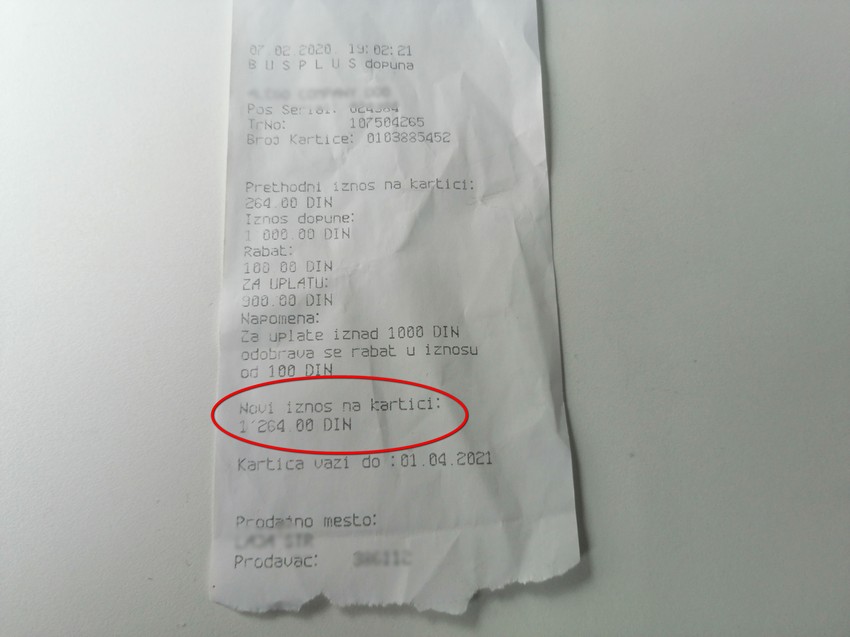 07.02.2020 19:02:21
B U S P L U S dopuna
Pos Serial: 024504
TrNo: 107504265
Broj Kartice: 0103885452
Prethodni iznos na kartici:
264.00 DIN
Iznos dopune:
1'000.00 DIN
Rabat:
100.00 DIN
ZA UPLATU:
900.00 DIN
Napomena:
Za uplate iznad 1000 DIN
odobrava se rabat u iznosu
od 100 DIN
Novi iznos na kartici:
1'264.00 DIN
Kartica vazi do :01.04.2021
Prodajno mesto:
Prodavac: